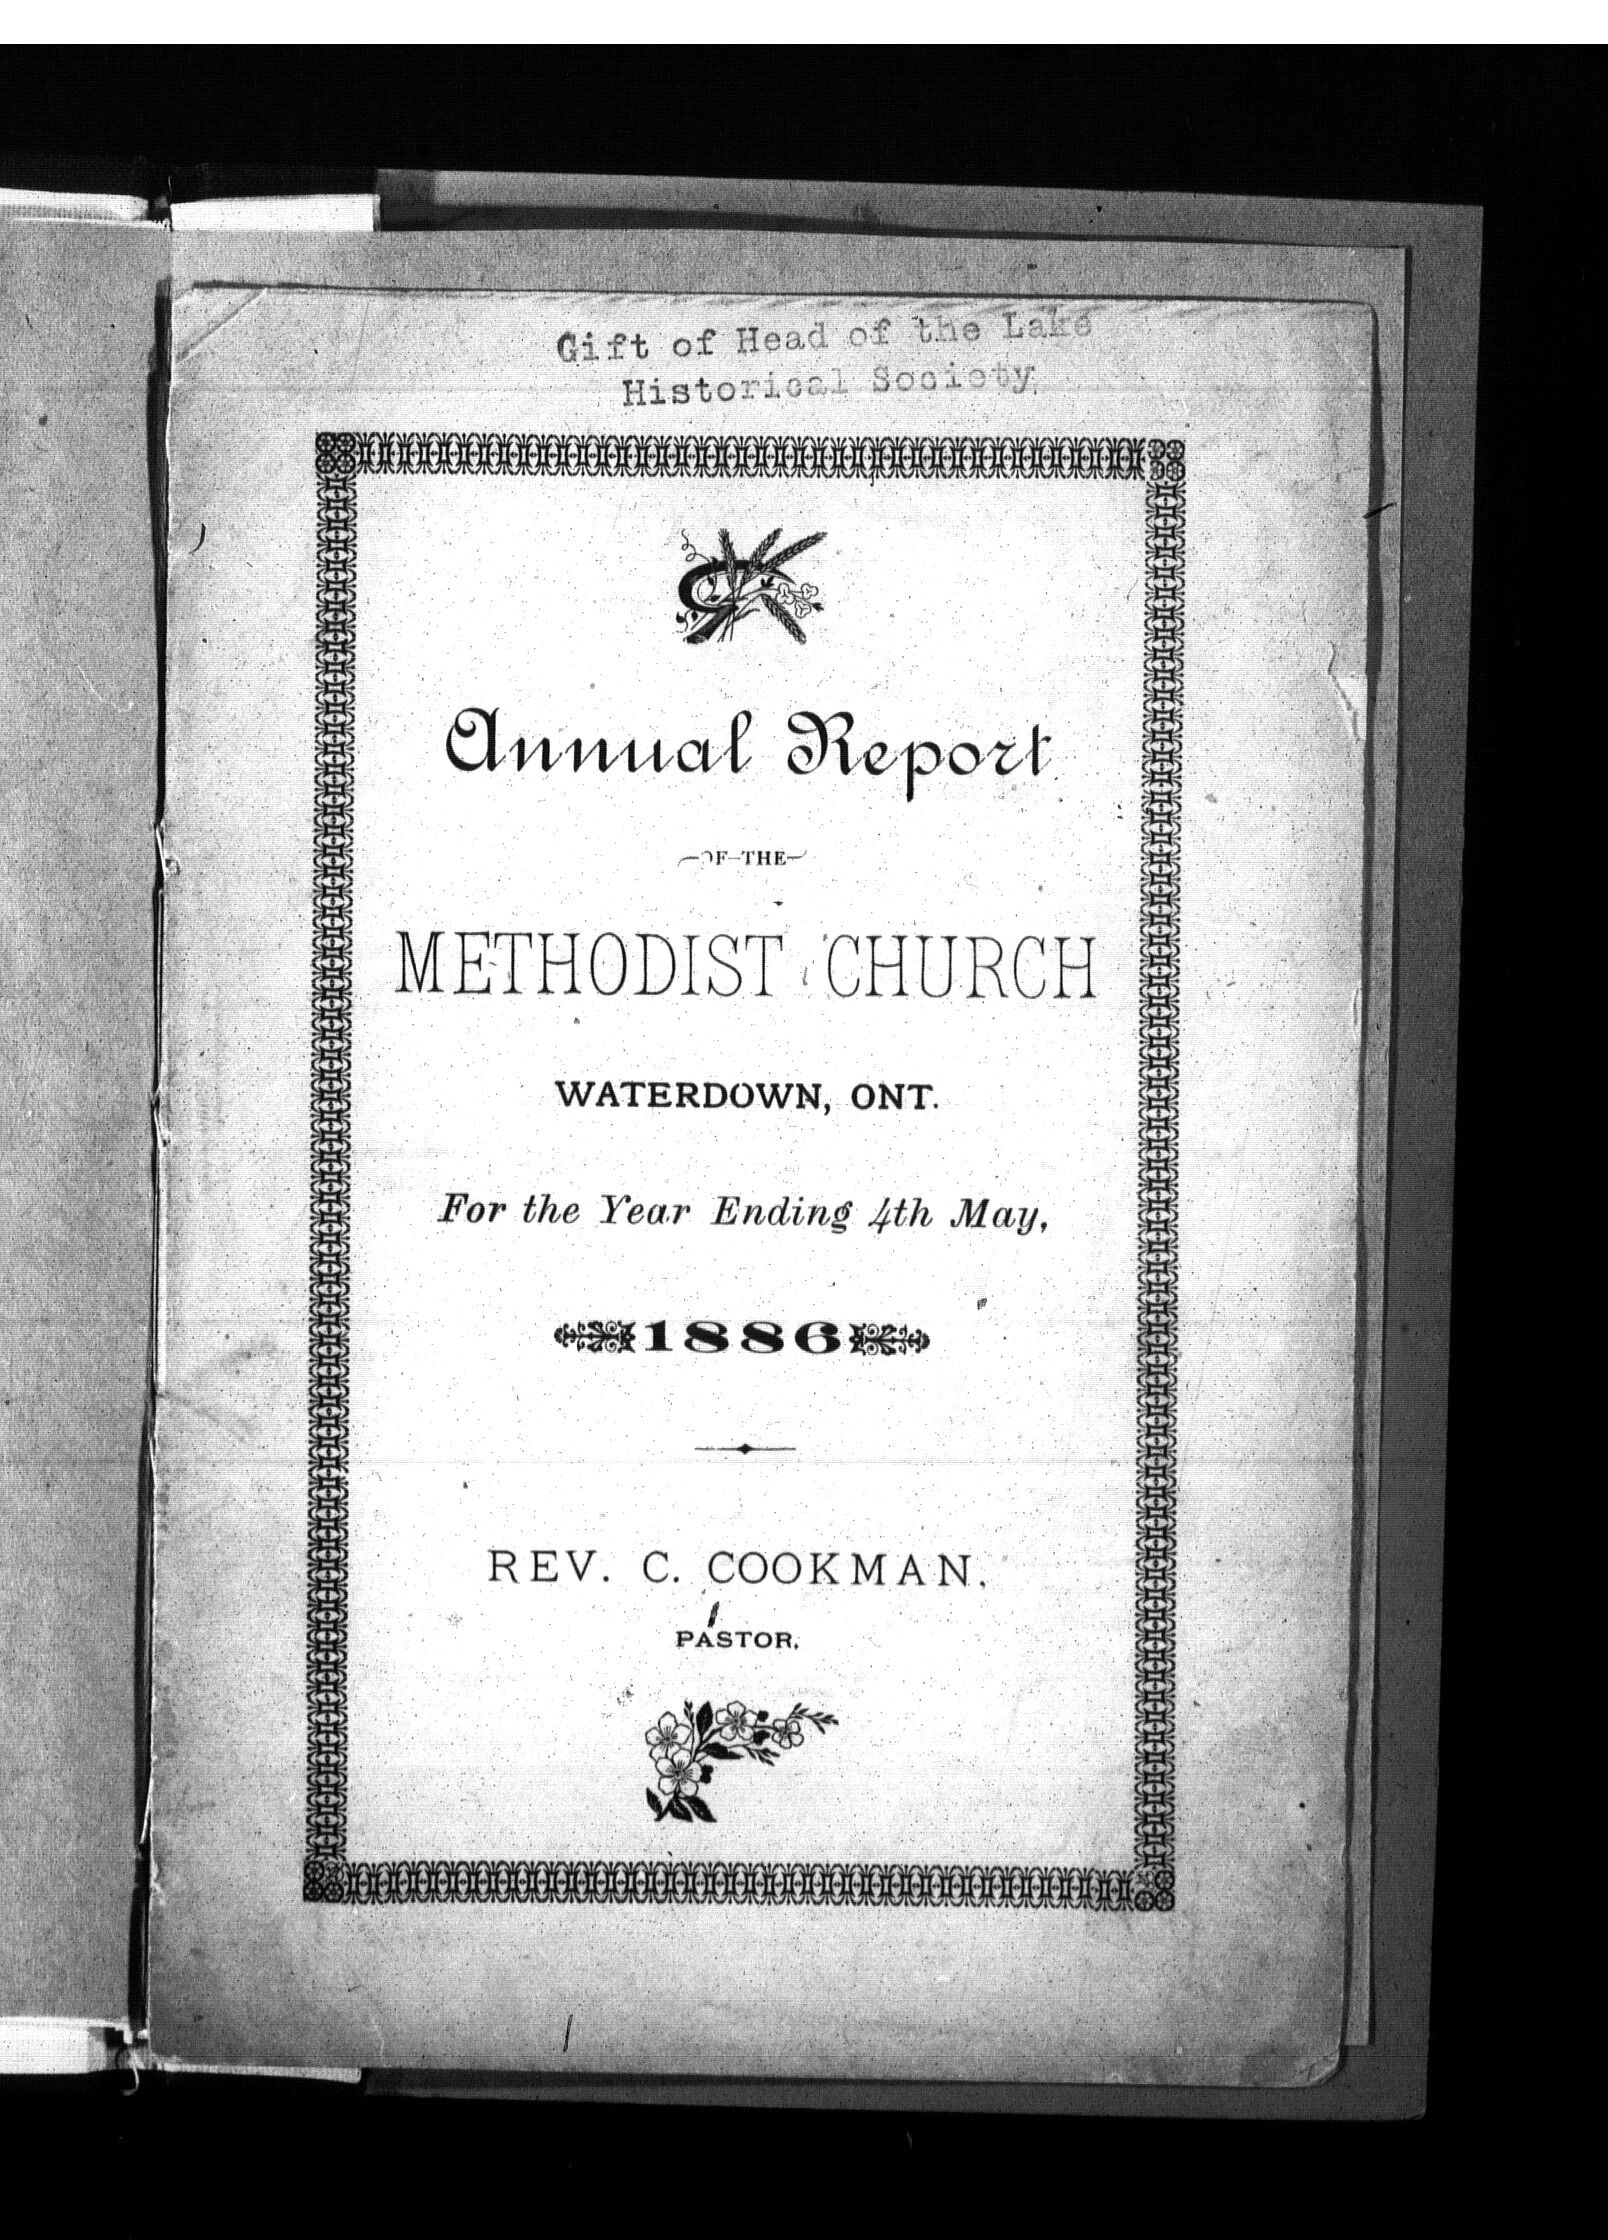 Gift of Head of the Lake
Historical Society
Annual Report
OF THE
METHODIST CHURCH
WATERDOWN, ONT.
For the Year Ending 4th May,
1886
REV. C. COOKMAN,
PASTOR.